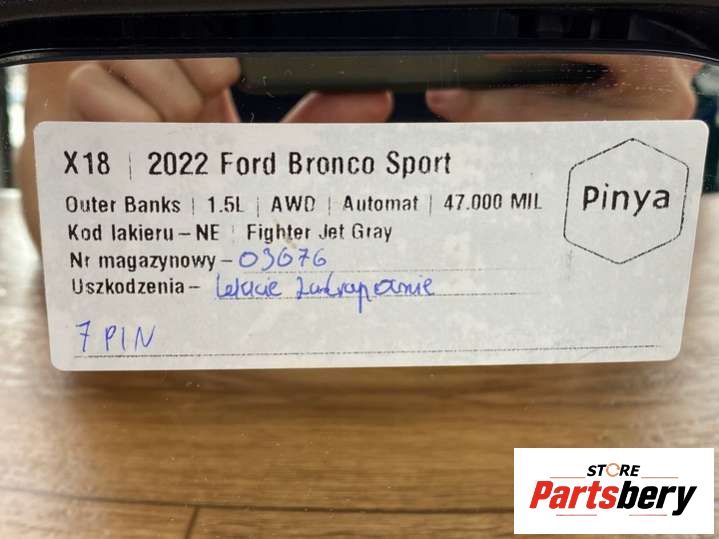 X18 | 2022 Ford Bronco Sport
Outer Banks | 1.5L | AWD | Automat | 47.000 MIL
Kod lakieru – NE | Fighter Jet Gray
Nr magazynowy – 03676
Uszkodzenia – Lekkie zadrapanie
7 PIN
Pinya
STORE
Partsbery